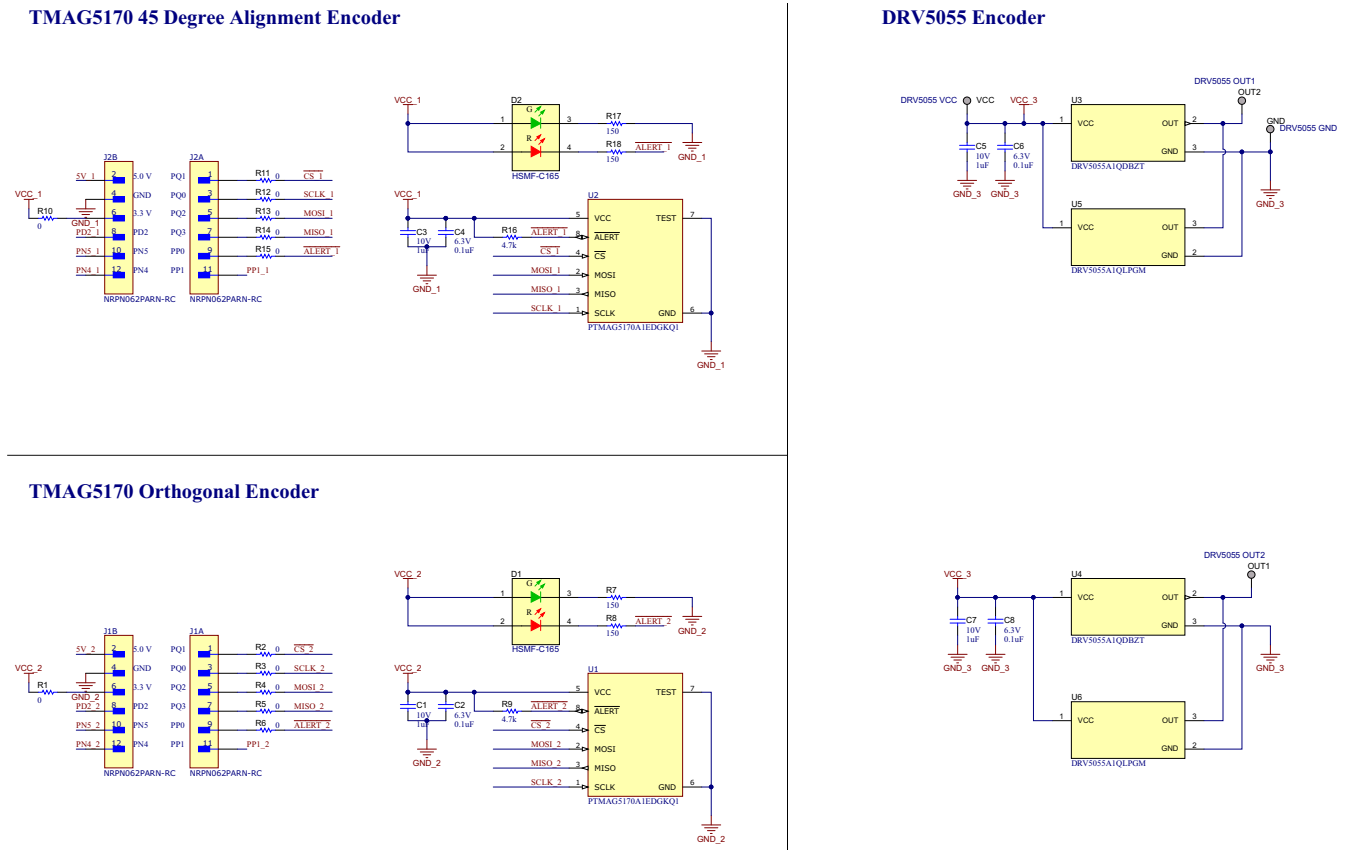 TMAG5170 45 Degree Alignment Encoder
DRV5055 Encoder
VCC_1
D2
G
1
3
R17
150
R
2
4
R18
150
ALERT_1
GND_1
HSMF-C165
J2B
J2A
5V_1
2
5.0 V
PQ1
1
R11
0
CS_1
VCC_1
4
GND
PQ0
3
R12
0
SCLK_1
R10
0
GND_1
6
3.3 V
PQ2
5
R13
0
MOSI_1
PD2_1
8
PD2
PQ3
7
R14
0
MISO_1
PN5_1
10
PN5
PP0
9
R15
0
ALERT_1
PN4_1
12
PN4
PP1
11
PP1_1
NRPN062PARN-RC
NRPN062PARN-RC
VCC_1
U2
5
VCC
TEST
7
C3
10V
1uF
C4
6.3V
0.1uF
R16
4.7k
ALERT_1
8
ALERT
CS_1
4
CS
GND_1
MOSI_1
2
MOSI
MISO_1
3
MISO
SCLK_1
1
SCLK
GND
6
PTMAG5170A1EDGKQ1
GND_1
DRV5055 OUT1
OUT2
DRV5055 VCC
VCC
VCC_3
U3
1
VCC
OUT
2
GND
DRV5055 GND
C5
10V
1uF
C6
6.3V
0.1uF
GND
3
DRV5055A1QDBZT
GND_3
GND_3
GND_3
U5
1
VCC
OUT
3
GND
2
DRV5055A1QLPGM
TMAG5170 Orthogonal Encoder
VCC_2
D1
G
1
3
R7
150
R
2
4
R8
150
ALERT_2
GND_2
HSMF-C165
J1B
J1A
5V_2
2
5.0 V
PQ1
1
R2
0
CS_2
VCC_2
4
GND
PQ0
3
R3
0
SCLK_2
R1
0
GND_2
6
3.3 V
PQ2
5
R4
0
MOSI_2
PD2_2
8
PD2
PQ3
7
R5
0
MISO_2
PN5_2
10
PN5
PP0
9
R6
0
ALERT_2
PN4_2
12
PN4
PP1
11
PP1_2
NRPN062PARN-RC
NRPN062PARN-RC
VCC_2
U1
5
VCC
TEST
7
C1
10V
1uF
C2
6.3V
0.1uF
R9
4.7k
ALERT_2
8
ALERT
CS_2
4
CS
GND_2
MOSI_2
2
MOSI
MISO_2
3
MISO
SCLK_2
1
SCLK
GND
6
PTMAG5170A1EDGKQ1
GND_2
DRV5055 OUT2
OUT1
VCC_3
U4
1
VCC
OUT
2
C7
10V
1uF
C8
6.3V
0.1uF
GND
3
DRV5055A1QDBZT
GND_3
GND_3
GND_3
U6
1
VCC
OUT
3
GND
2
DRV5055A1QLPGM